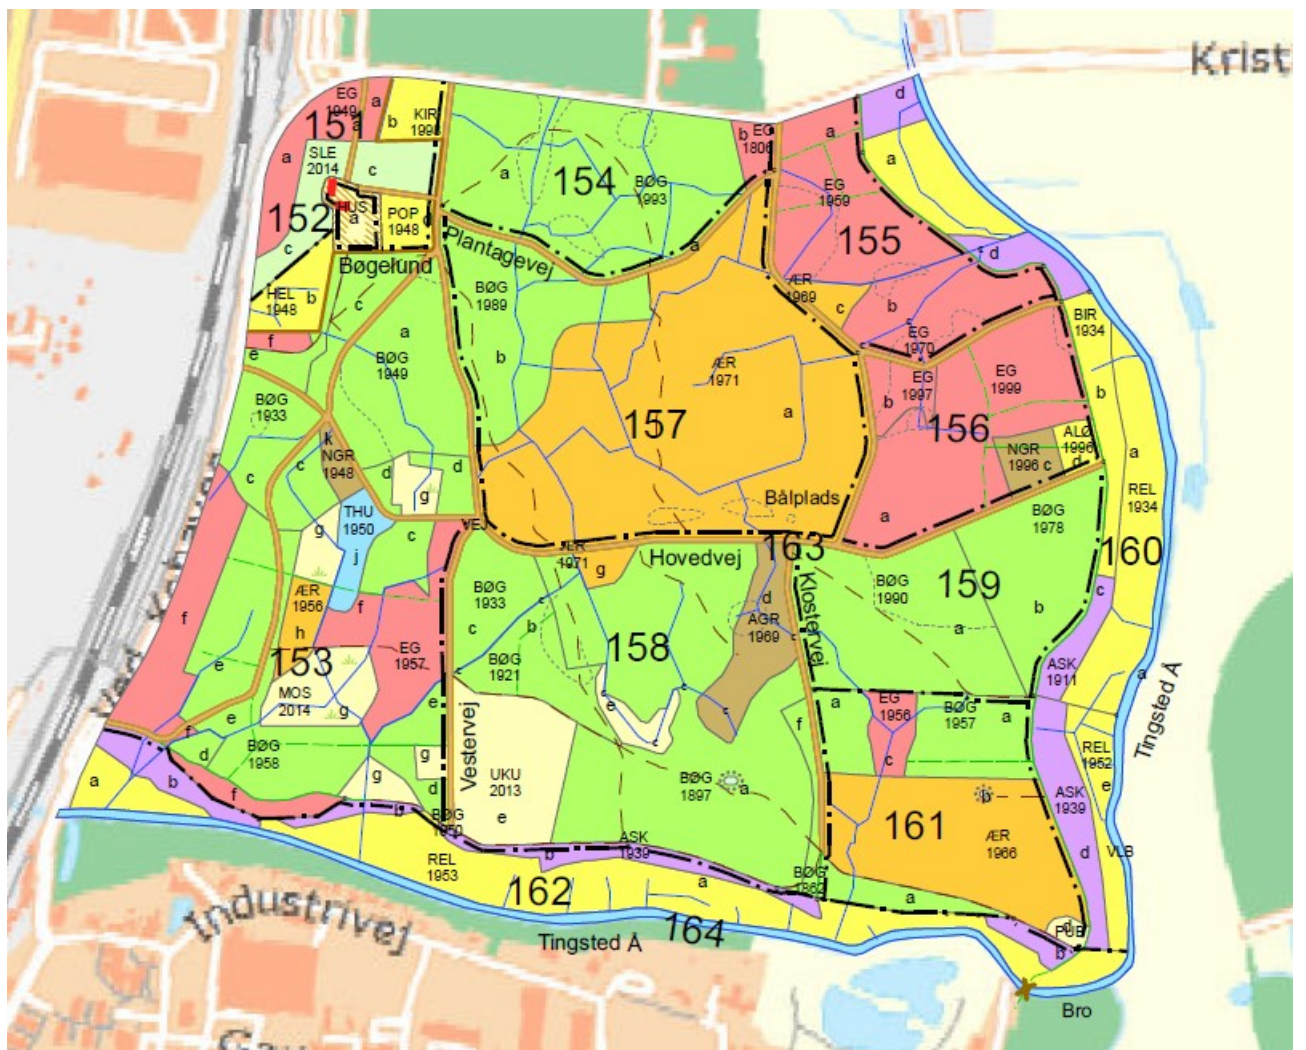 Krist
EG
1949
151
a
a
b
KIR
a
SLE
2014
c
152
HUS
a
POP
1948
d
c
Bøgelund
HEL
1948
b
f
e
154
a
BØG
1993
b
EG
1806
a
Plantagevej
a
d
a
EG
1959
155
d
c
ÆR
1969
c
b
EG
1970
BIR
1934
b
BØG
1989
b
c
a
BØG
1949
BØG
1933
c
k
NGR
1948
c
d
d
g
g
THU
1950
j
c
VEJ
ÆR
1971
157
a
Bålplads
EG
1997
b
EG
1999
156
NGR
1996
c
ALØ
1996
d
a
a
REL
1934
160
BØG
1978
163
ÆR
1971
g
Hovedvej
Klostervej
d
AGR
1969
BØG
1990
159
a
b
c
ASK
1911
a
Tingsted Å
f
ÆR
1956
h
f
153
EG
1957
e
MOS
2014
g
f
e
d
BØG
1958
g
g
e
d
BØG
1933
c
b
BØG
1921
158
e
Vestervej
UKU
2013
e
BØG
1897
a
f
a
EG
1956
c
BØG
1957
a
REL
1952
e
ASK
1939
d
VLB
161
b
ÆR
1966
a
b
f
b
BØG
1950
REL
1953
162
b
ASK
1939
a
BØG
1862
a
164
Tingsted Å
d
PUB
b
Bro
Industrivej